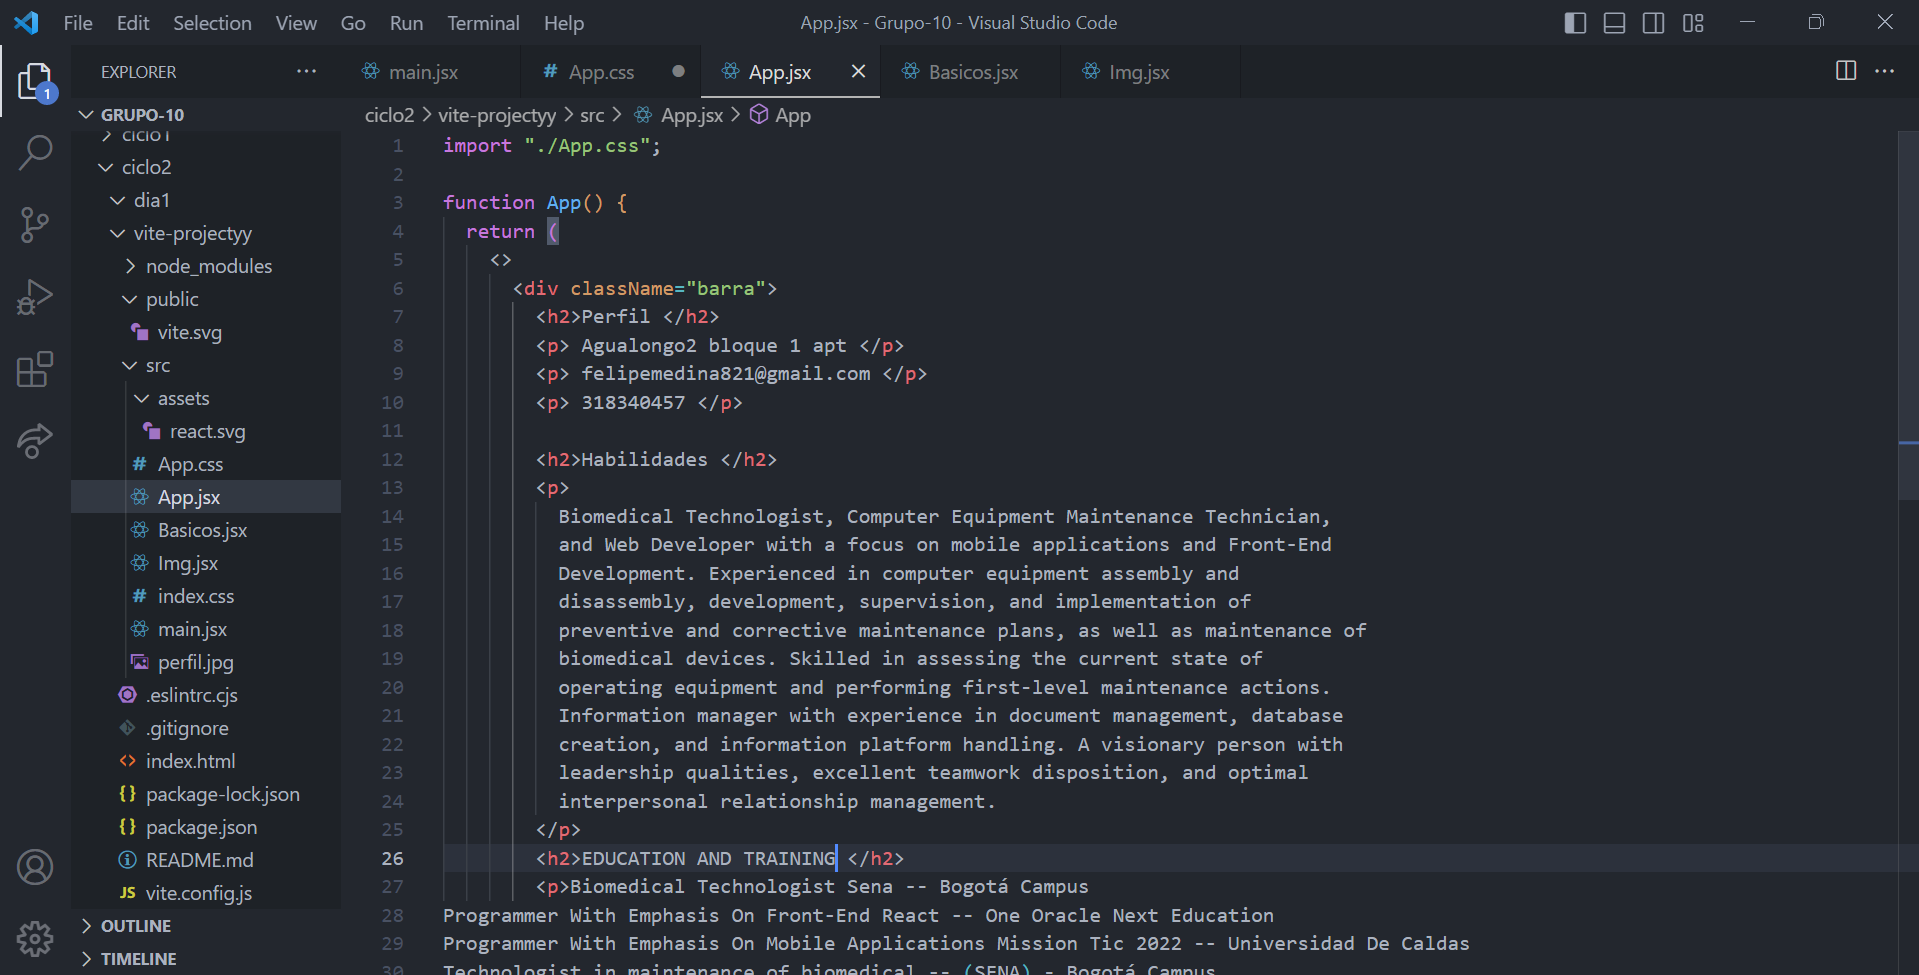 File Edit Selection View Go Run Terminal Help
App.jsx - Grupo-10 - Visual Studio Code
EXPLORER
main.jsx
# App.css
App.jsx
Basicos.jsx
Img.jsx
1
GRUPO-10
ciclo1
ciclo2
dia1
vite-projectyy
node_modules
public
vite.svg
src
assets
react.svg
# App.css
App.jsx
Basicos.jsx
Img.jsx
# index.css
main.jsx
perfil.jpg
.eslintrc.cjs
.gitignore
<> index.html
{} package-lock.json
{} package.json
README.md
JS vite.config.js
OUTLINE
TIMELINE
ciclo2 > vite-projectyy > src > App.jsx > App
1 import "./App.css";
2
3 function App() {
4 return (
5 <>
6 <div className="barra">
7 <h2>Perfil </h2>
8 <p> Agualongo2 bloque 1 apt </p>
9 <p> felipemedina821@gmail.com </p>
10 <p> 318340457 </p>
11
12 <h2>Habilidades </h2>
13 <p>
14 Biomedical Technologist, Computer Equipment Maintenance Technician,
15 and Web Developer with a focus on mobile applications and Front-End
16 Development. Experienced in computer equipment assembly and
17 disassembly, development, supervision, and implementation of
18 preventive and corrective maintenance plans, as well as maintenance of
19 biomedical devices. Skilled in assessing the current state of
20 operating equipment and performing first-level maintenance actions.
21 Information manager with experience in document management, database
22 creation, and information platform handling. A visionary person with
23 leadership qualities, excellent teamwork disposition, and optimal
24 interpersonal relationship management.
25 </p>
26 <h2>EDUCATION AND TRAINING </h2>
27 <p>Biomedical Technologist Sena -- Bogotá Campus
28 Programmer With Emphasis On Front-End React -- One Oracle Next Education
29 Programmer With Emphasis On Mobile Applications Mission Tic 2022 -- Universidad De Caldas
30 Technologist in maintenance of biomedical -- (SENA) - Bogotá Campus